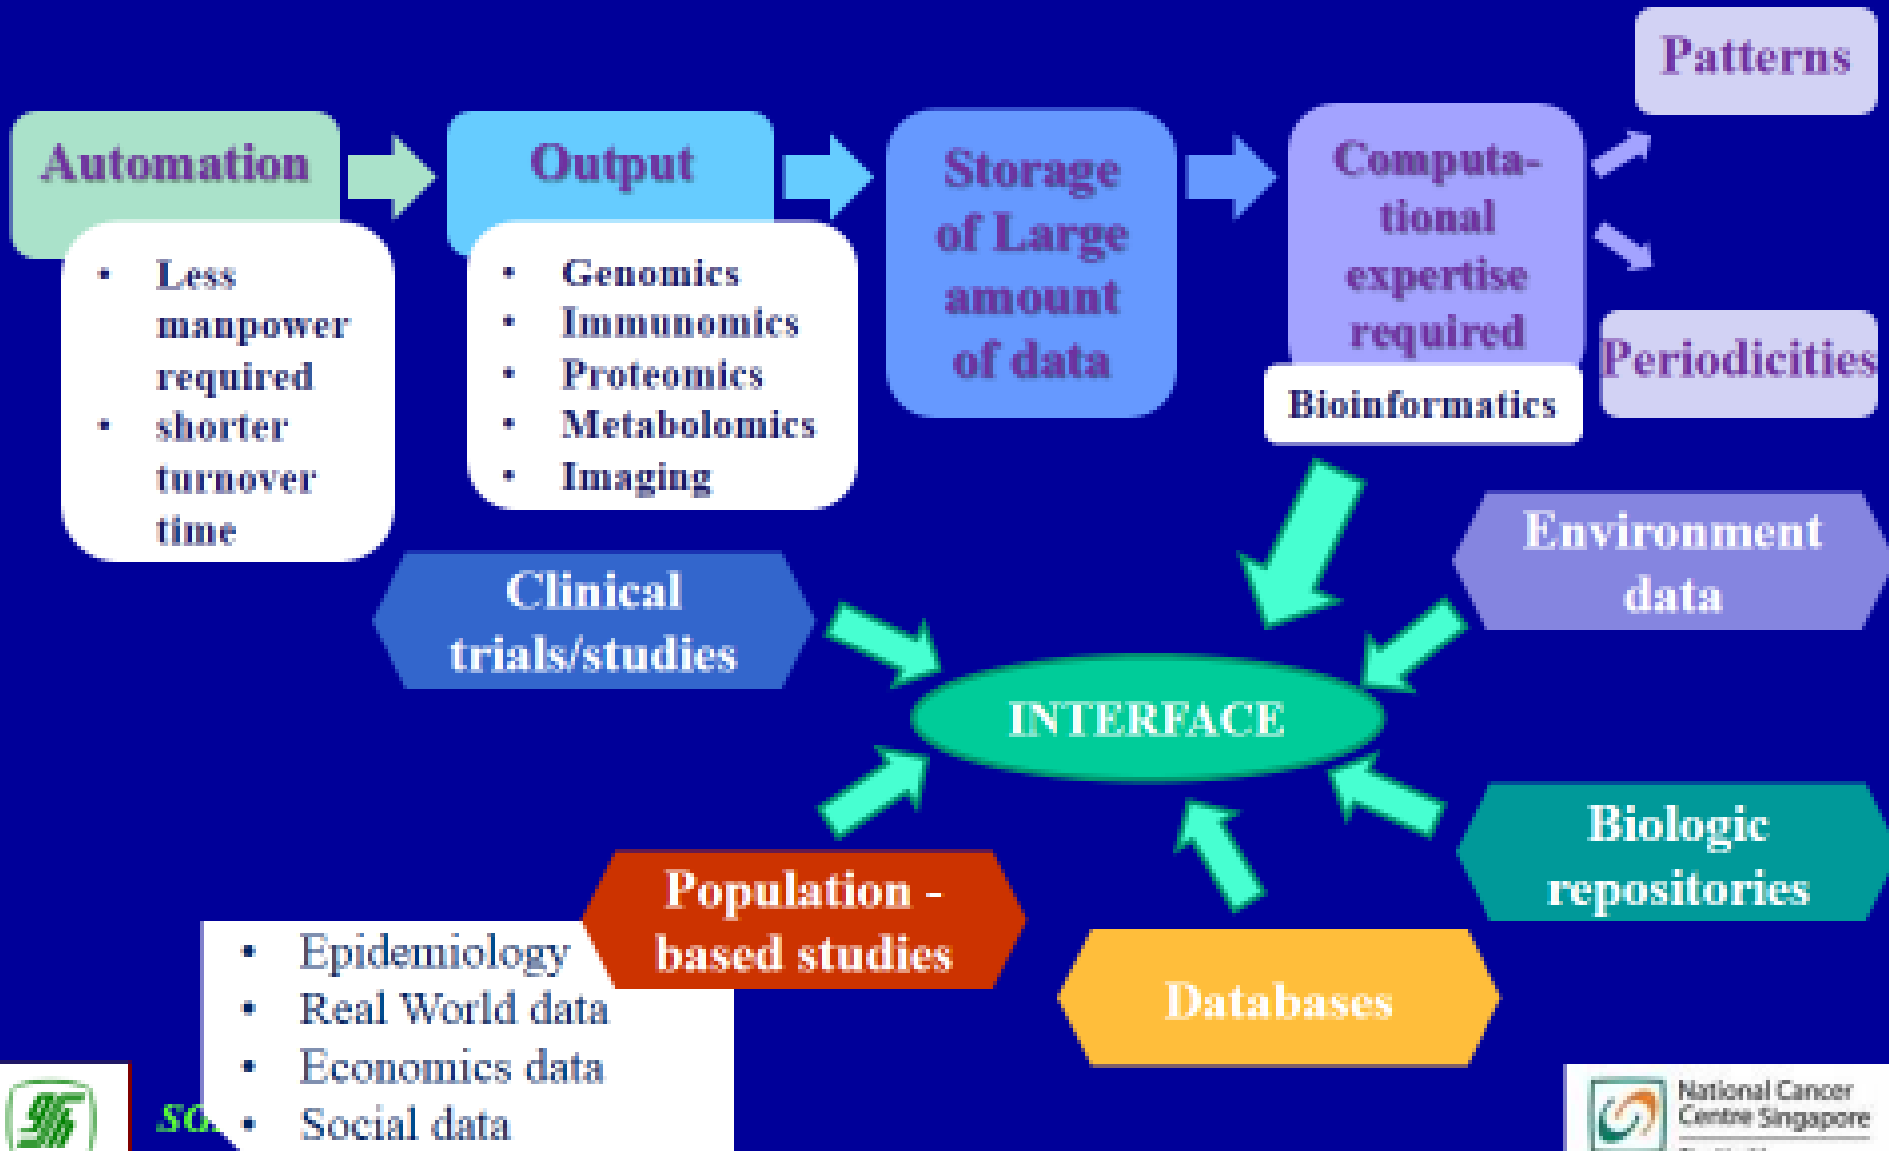 Patterns
Automation
Output
Storage
of Large
amount
of data
Computa-
tional
expertise
required
Bioinformatics
Periodicities
• Less
manpower
required
• shorter
turnover
time
• Genomics
• Immunomics
• Proteomics
• Metabolomics
• Imaging
Clinical
trials/studies
Environment
data
INTERFACE
Population -
based studies
Biologic
repositories
Databases
• Epidemiology
• Real World data
• Economics data
• Social data
National Cancer
Centre Singapore